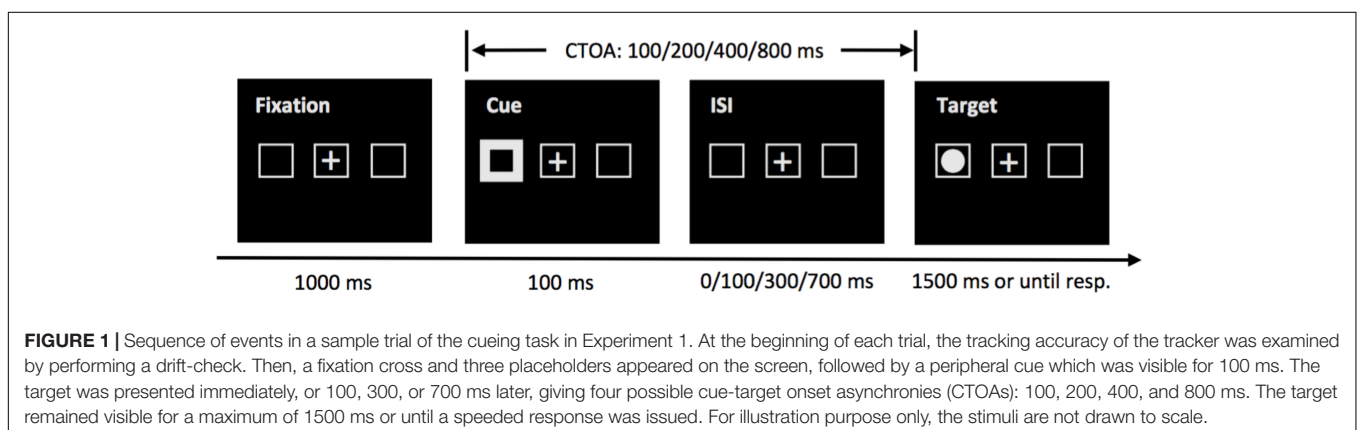 CTOA: 100/200/400/800 ms
Fixation
Cue
ISI
Target
1000 ms
100 ms
0/100/300/700 ms
1500 ms or until resp.
FIGURE 1 | Sequence of events in a sample trial of the cueing task in Experiment 1. At the beginning of each trial, the tracking accuracy of the tracker was examined
by performing a drift-check. Then, a fixation cross and three placeholders appeared on the screen, followed by a peripheral cue which was visible for 100 ms. The
target was presented immediately, or 100, 300, or 700 ms later, giving four possible cue-target onset asynchronies (CTOAs): 100, 200, 400, and 800 ms. The target
remained visible for a maximum of 1500 ms or until a speeded response was issued. For illustration purpose only, the stimuli are not drawn to scale.